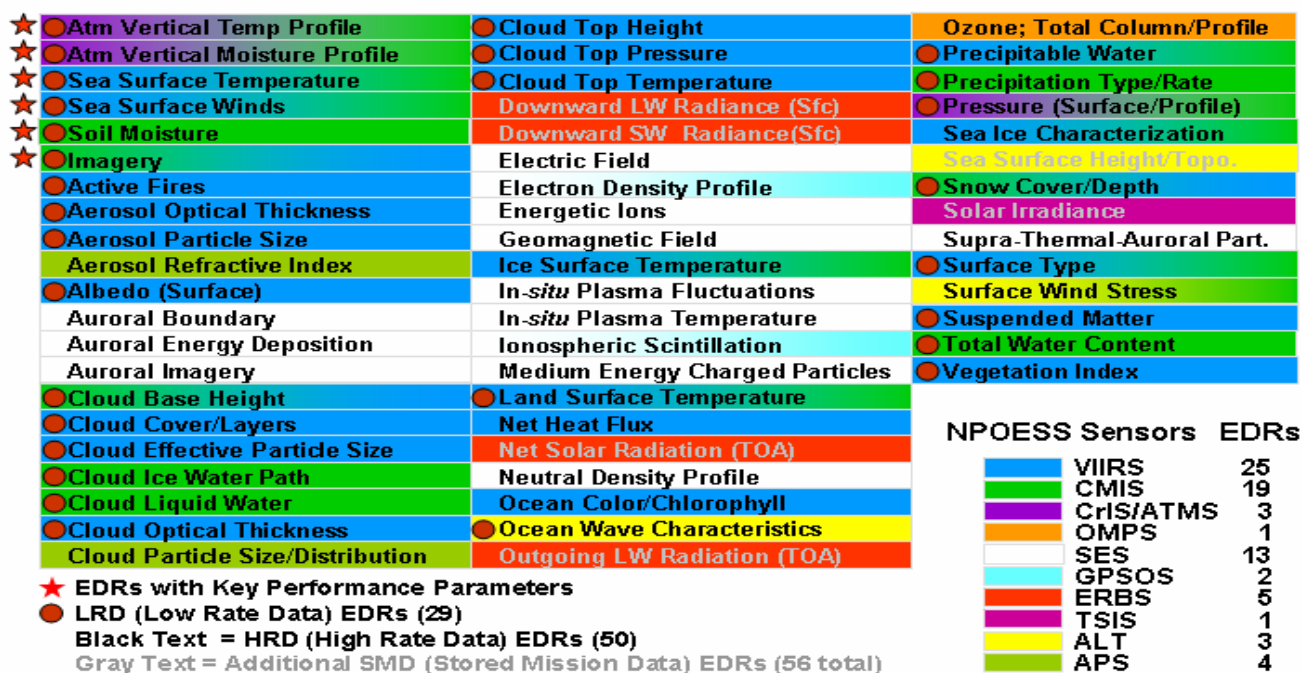 Atm Vertical Temp Profile
Atm Vertical Moisture Profile
Sea Surface Temperature
Sea Surface Winds
Soil Moisture
Imagery
Active Fires
Aerosol Optical Thickness
Aerosol Particle Size
Aerosol Refractive Index
Albedo (Surface)
Auroral Boundary
Auroral Energy Deposition
Auroral Imagery
Cloud Base Height
Cloud Cover/Layers
Cloud Effective Particle Size
Cloud Ice Water Path
Cloud Liquid Water
Cloud Optical Thickness
Cloud Particle Size/Distribution
Cloud Top Height
Cloud Top Pressure
Cloud Top Temperature
Downward LW Radiance (Sfc)
Downward SW Radiance(Sfc)
Electric Field
Electron Density Profile
Energetic Ions
Geomagnetic Field
Ice Surface Temperature
In-situ Plasma Fluctuations
In-situ Plasma Temperature
Ionospheric Scintillation
Medium Energy Charged Particles
Land Surface Temperature
Net Heat Flux
Net Solar Radiation (TOA)
Neutral Density Profile
Ocean Color/Chlorophyll
Ocean Wave Characteristics
Outgoing LW Radiation (TOA)
Ozone; Total Column/Profile
Precipitable Water
Precipitation Type/Rate
Pressure (Surface/Profile)
Sea Ice Characterization
Sea Surface Height/Topo.
Snow Cover/Depth
Solar Irradiance
Supra-Thermal-Auroral Part.
Surface Type
Surface Wind Stress
Suspended Matter
Total Water Content
Vegetation Index
EDRs with Key Performance Parameters
LRD (Low Rate Data) EDRs (29)
Black Text = HRD (High Rate Data) EDRs (50)
Gray Text = Additional SMD (Stored Mission Data) EDRs (56 total)
NPOESS Sensors EDRs
VIIRS 25
CMIS 19
CrIS/ATMS 3
OMPS 1
SES 13
GPSOS 2
ERBS 5
TSIS 1
ALT 3
APS 4